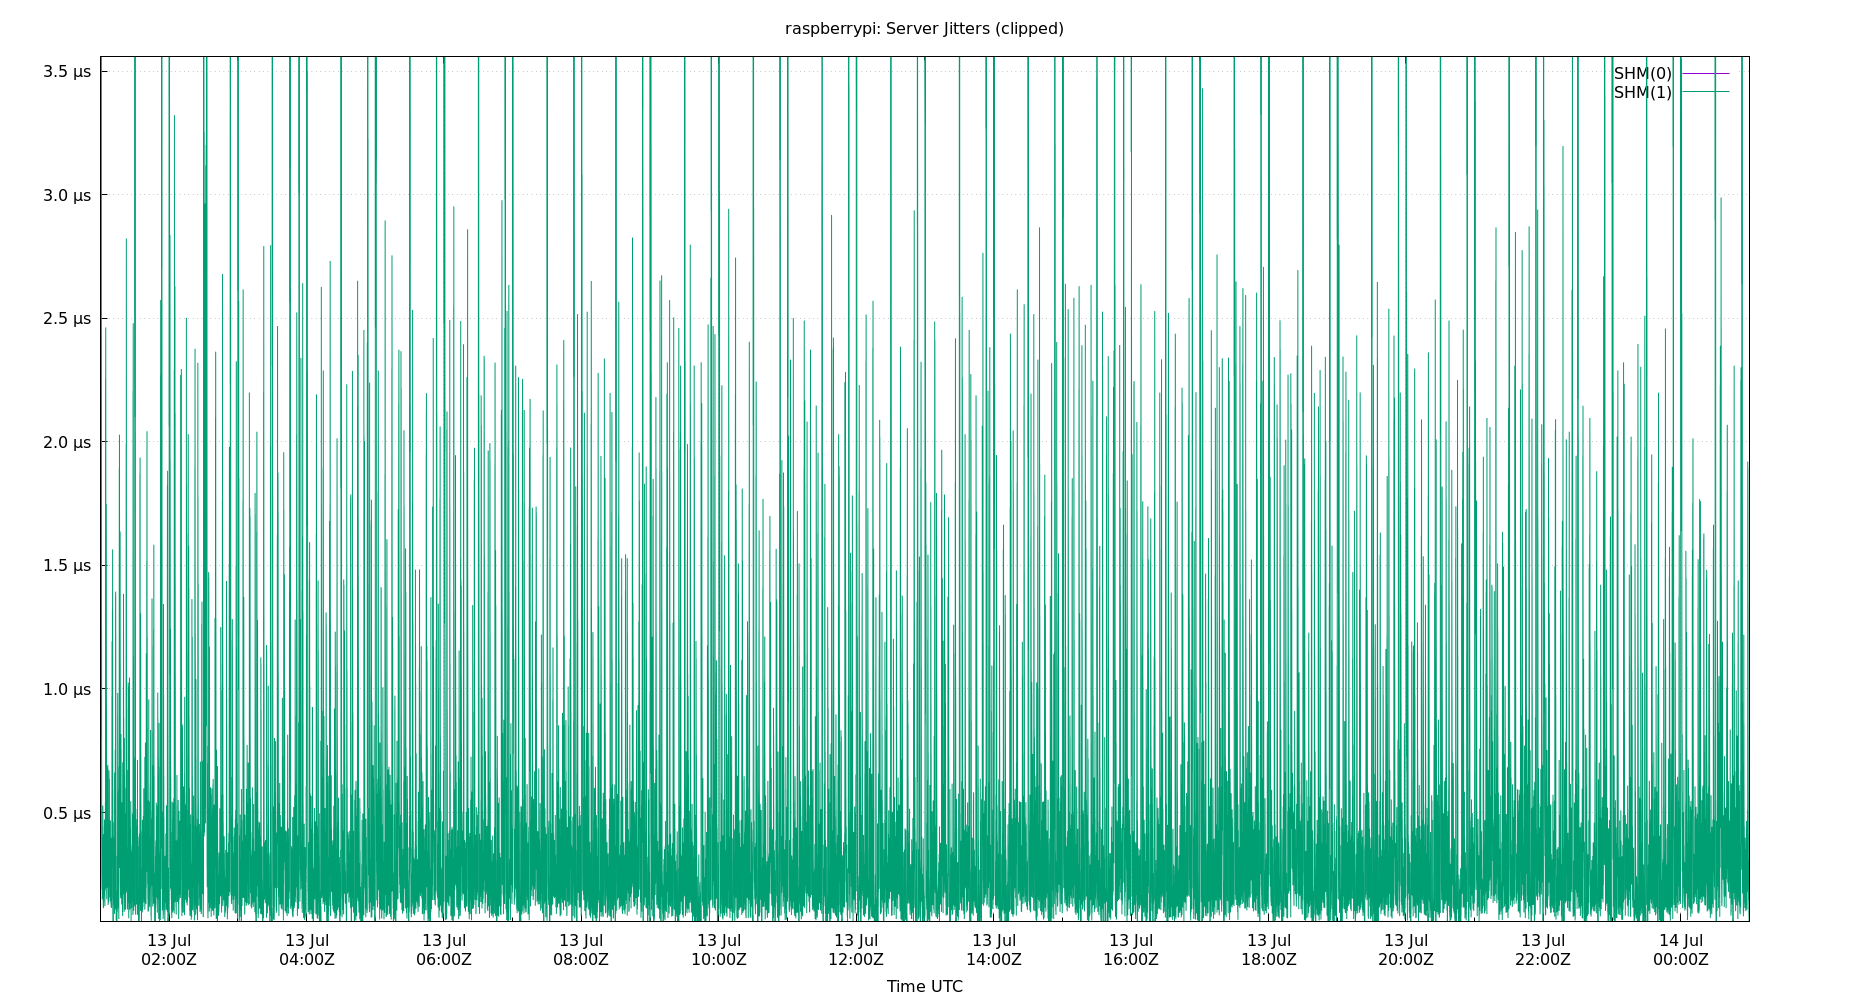 raspberrypi: Server Jitters (clipped)
3.5 µs
3.0 µs
2.5 µs
2.0 µs
1.5 µs
1.0 µs
0.5 µs
SHM(0)
SHM(1)
13 Jul 13 Jul 13 Jul 13 Jul 13 Jul 13 Jul 13 Jul 13 Jul 13 Jul 13 Jul 13 Jul 14 Jul
02:00Z 04:00Z 06:00Z 08:00Z 10:00Z 12:00Z 14:00Z 16:00Z 18:00Z 20:00Z 22:00Z 00:00Z
Time UTC